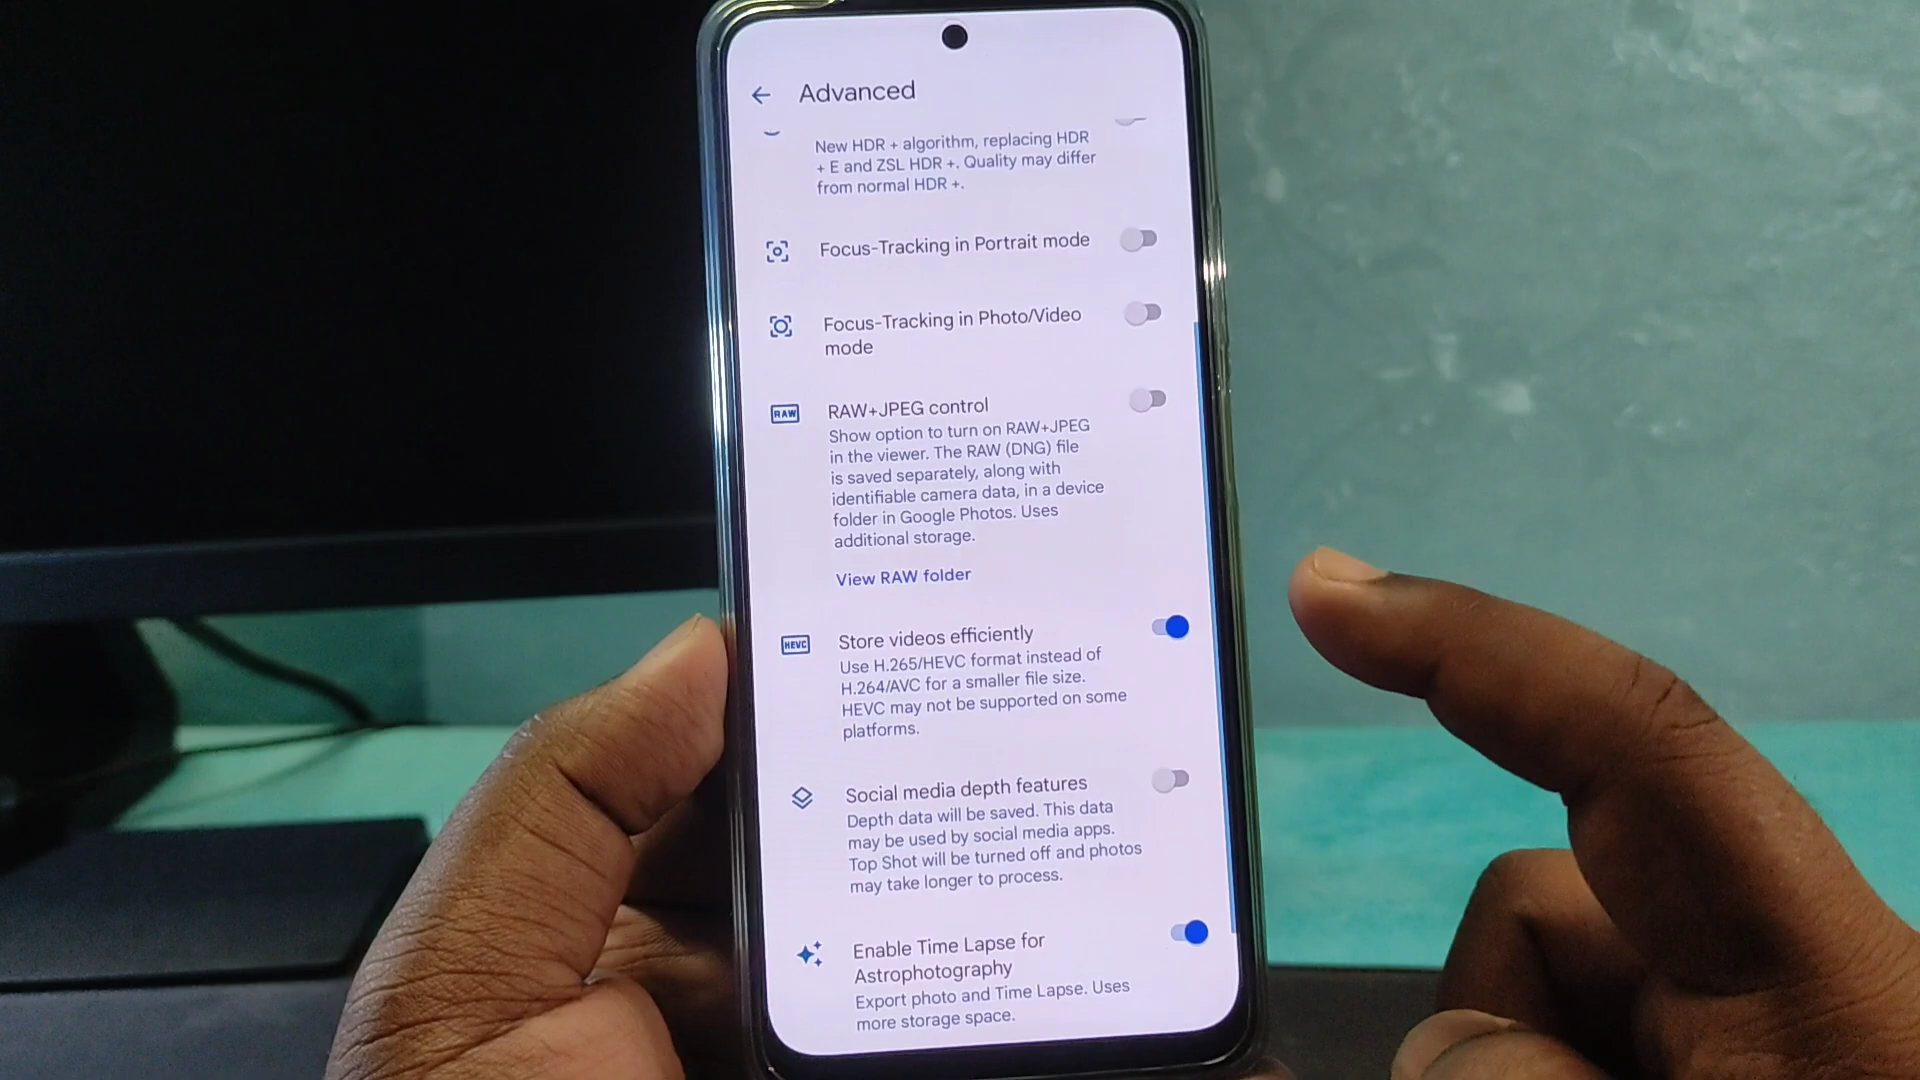 Advanced
New HDR + algorithm, replacing HDR
+ E and ZSL HDR +. Quality may differ
from normal HDR +.
Focus-Tracking in Portrait mode
Focus-Tracking in Photo/Video
mode
RAW
RAW+JPEG control
Show option to turn on RAW+JPEG
in the viewer. The RAW (DNG) file
is saved separately, along with
identifiable camera data, in a device
folder in Google Photos. Uses
additional storage.
View RAW folder
HEVC
Store videos efficiently
Use H.265/HEVC format instead of
H.264/AVC for a smaller file size.
HEVC may not be supported on some
platforms.
Social media depth features
Depth data will be saved. This data
may be used by social media apps.
Top Shot will be turned off and photos
may take longer to process.
Enable Time Lapse for
Astrophotography
Export photo and Time Lapse. Uses
more storage space.